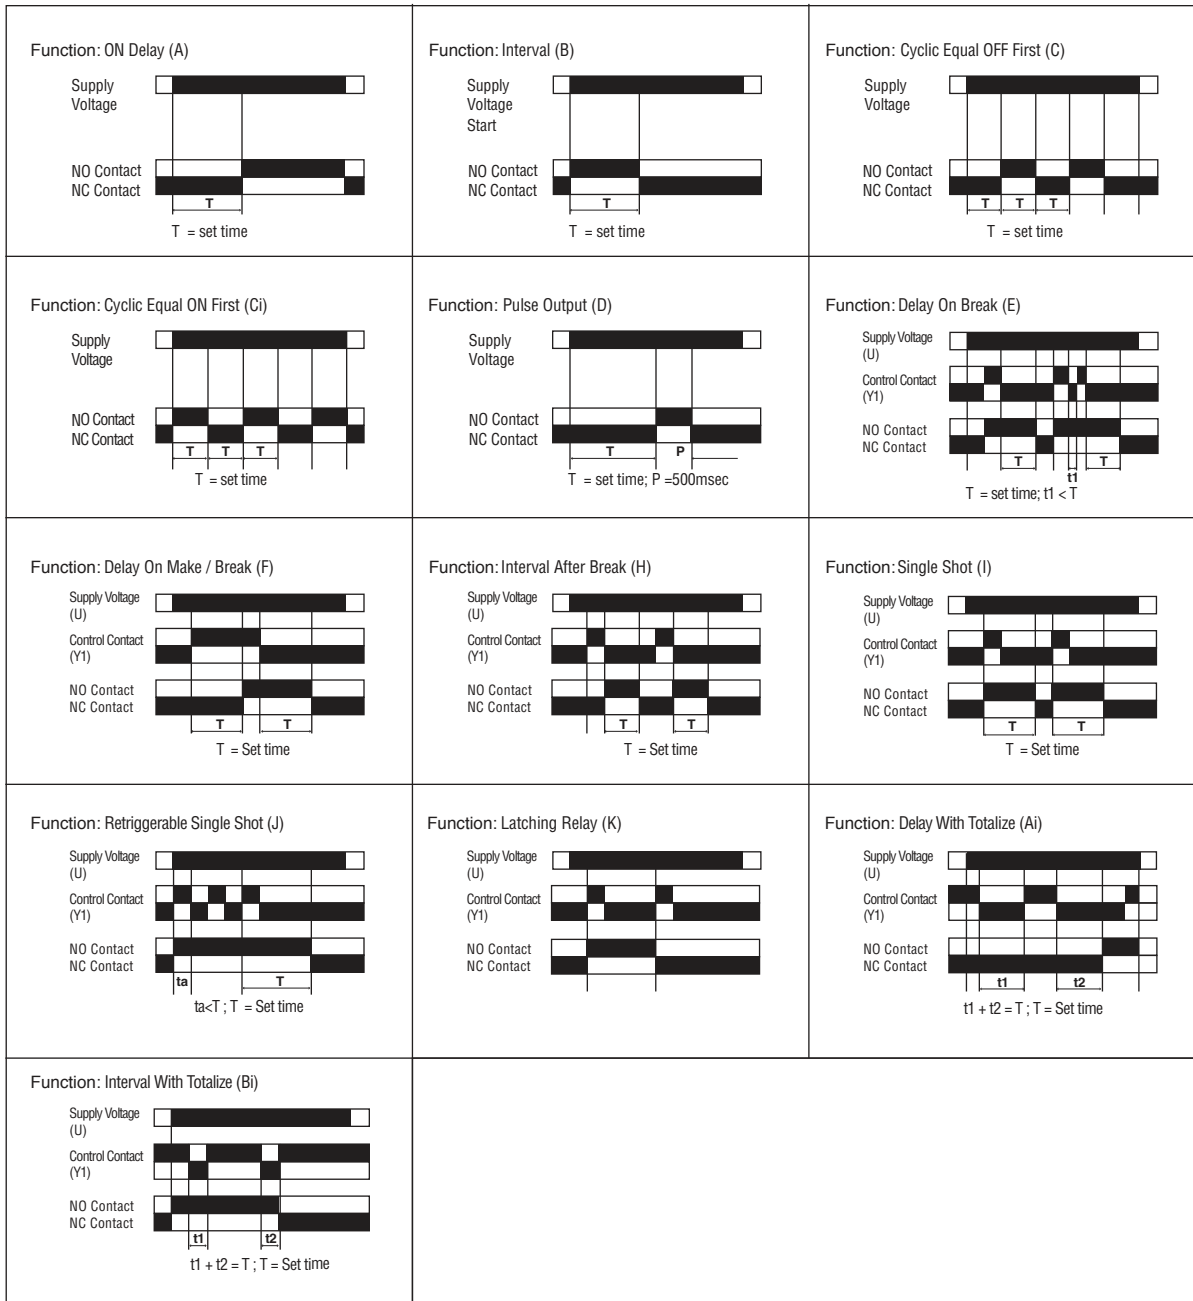 Function: ON Delay (A)
Supply
Voltage
NO Contact
NC Contact
T
T = set time
Function: Interval (B)
Supply
Voltage
Start
NO Contact
NC Contact
T
T = set time
Function: Cyclic Equal OFF First (C)
Supply
Voltage
NO Contact
NC Contact
T T T
T = set time
Function: Cyclic Equal ON First (Ci)
Supply
Voltage
NO Contact
NC Contact
T T T
T = set time
Function: Pulse Output (D)
Supply
Voltage
NO Contact
NC Contact
T P
T = set time; P =500msec
Function: Delay On Break (E)
Supply Voltage
(U)
Control Contact
(Y1)
NO Contact
NC Contact
T t1 T
T = set time; t1 < T
Function: Delay On Make / Break (F)
Supply Voltage
(U)
Control Contact
(Y1)
NO Contact
NC Contact
T T
T = Set time
Function: Interval After Break (H)
Supply Voltage
(U)
Control Contact
(Y1)
NO Contact
NC Contact
T T
T = Set time
Function: Single Shot (I)
Supply Voltage
(U)
Control Contact
(Y1)
NO Contact
NC Contact
T T
T = Set time
Function: Retriggerable Single Shot (J)
Supply Voltage
(U)
Control Contact
(Y1)
NO Contact
NC Contact
ta T
ta<T ; T = Set time
Function: Latching Relay (K)
Supply Voltage
(U)
Control Contact
(Y1)
NO Contact
NC Contact
Function: Delay With Totalize (Ai)
Supply Voltage
(U)
Control Contact
(Y1)
NO Contact
NC Contact
t1 t2
t1 + t2 = T ; T = Set time
Function: Interval With Totalize (Bi)
Supply Voltage
(U)
Control Contact
(Y1)
NO Contact
NC Contact
t1 t2
t1 + t2 = T ; T = Set time